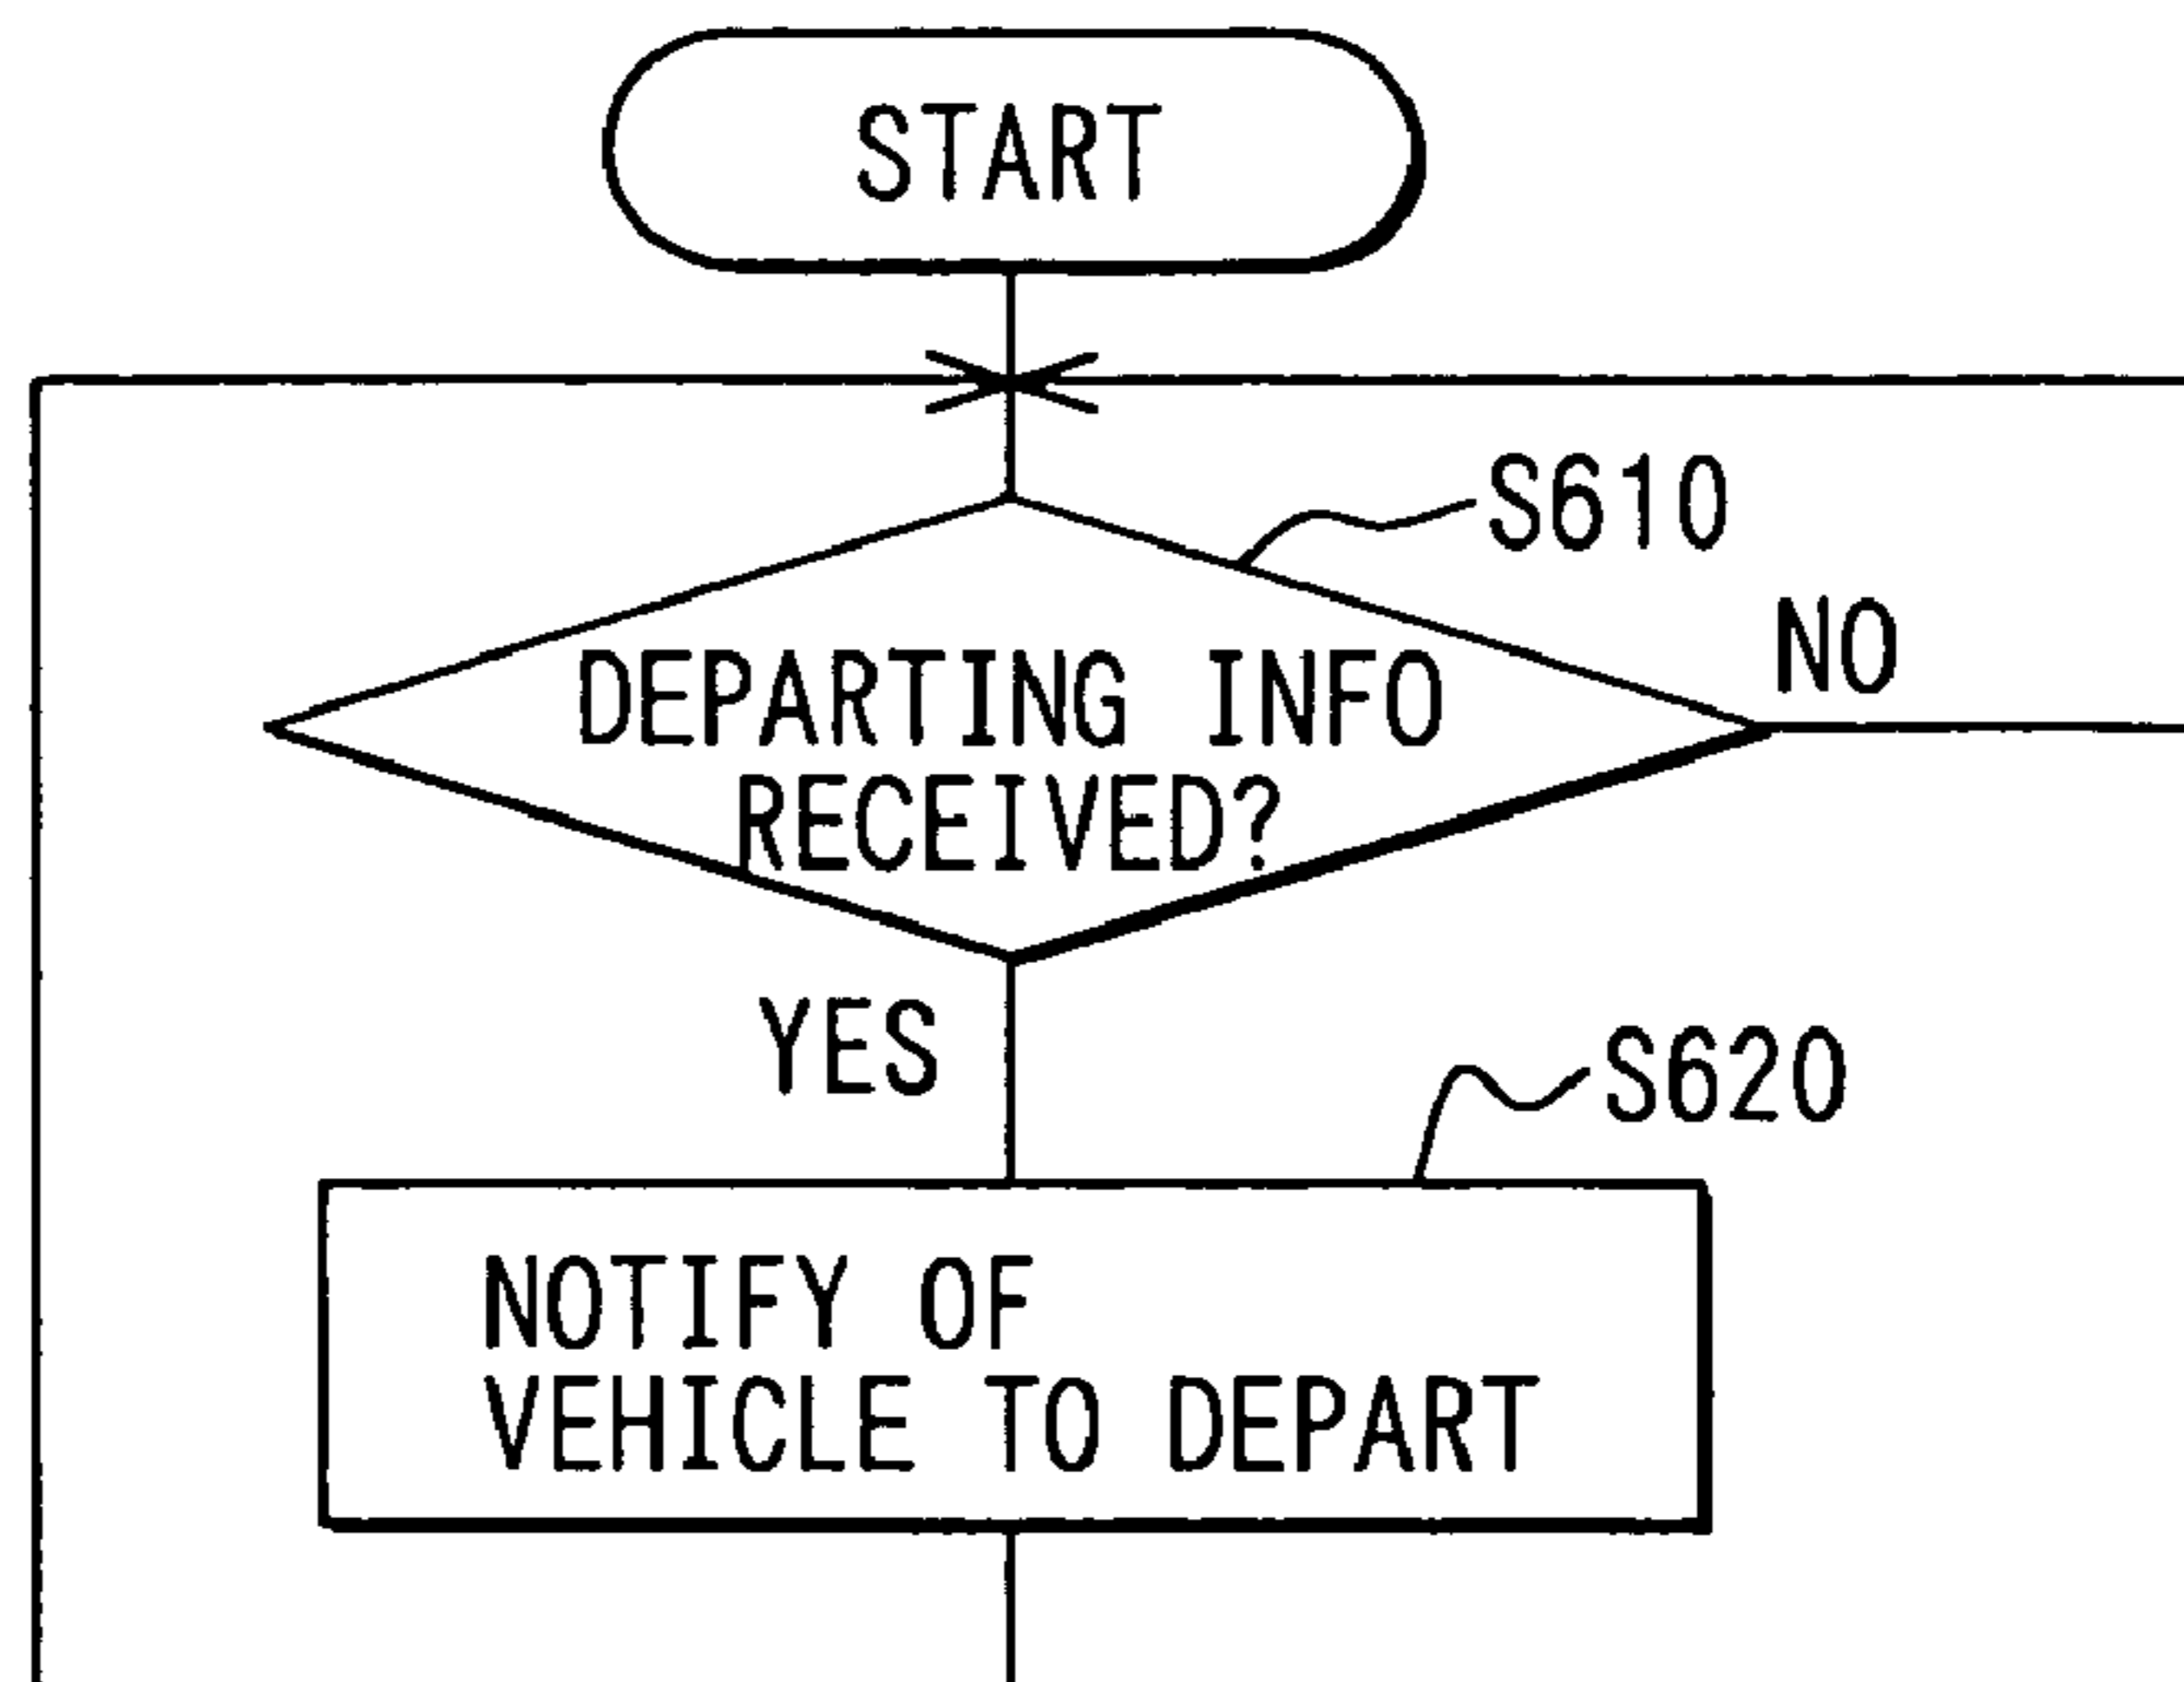 START
S610
NO
DEPARTING INFO
RECEIVED?
YES
S620
NOTIFY OF
VEHICLE TO DEPART